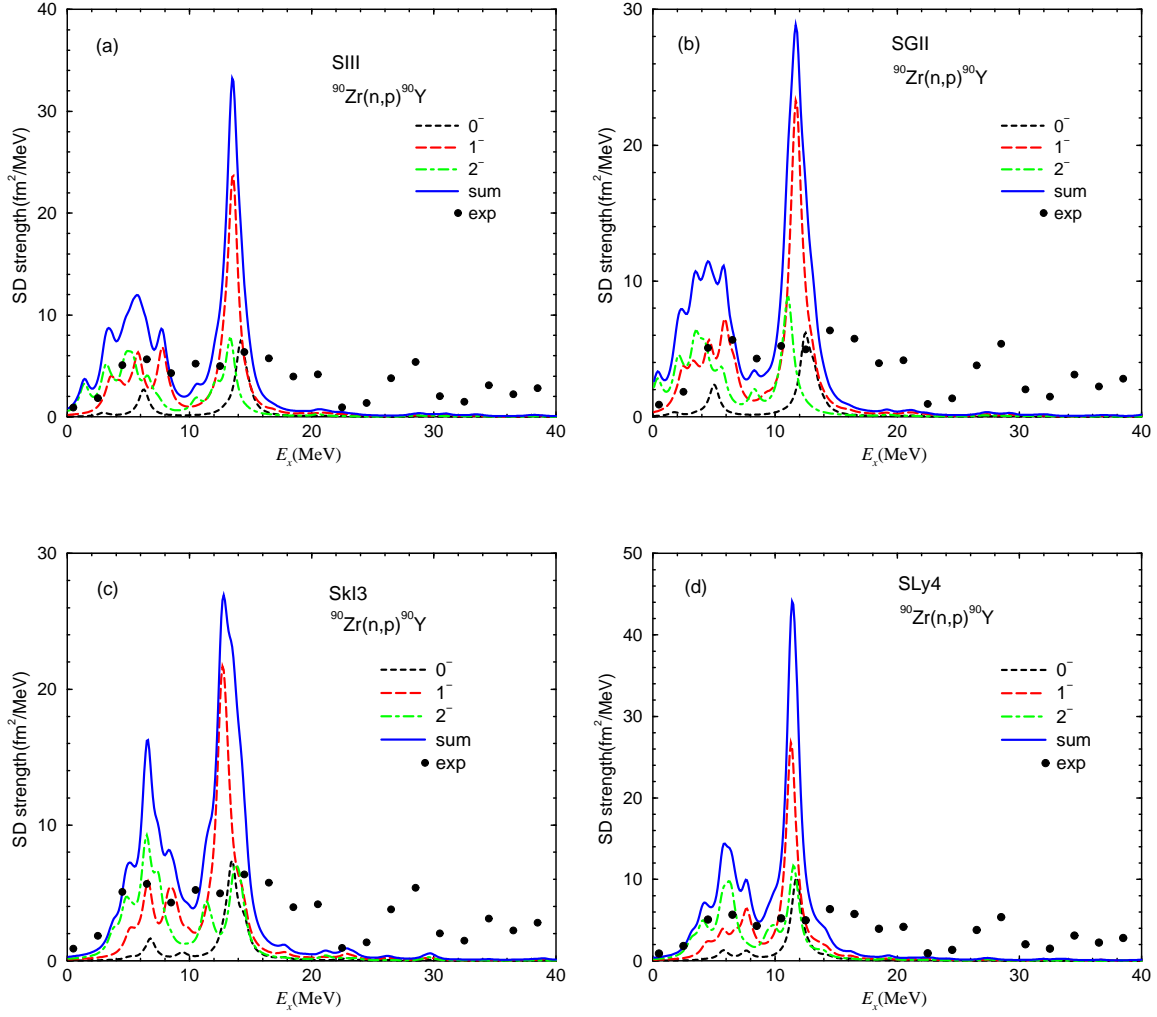 (a)
SIII
⁹⁰Zr(n,p)⁹⁰Y
0⁻
1⁻
2⁻
sum
exp
SD strength(fm²/MeV)
40
30
20
10
0
0 10 20 30 40
Eₓ(MeV)
(b)
SGII
⁹⁰Zr(n,p)⁹⁰Y
0⁻
1⁻
2⁻
sum
exp
SD strength(fm²/MeV)
30
20
10
0
0 10 20 30 40
Eₓ(MeV)
(c)
SkI3
⁹⁰Zr(n,p)⁹⁰Y
0⁻
1⁻
2⁻
sum
exp
SD strength(fm²/MeV)
30
20
10
0
0 10 20 30 40
Eₓ(MeV)
(d)
SLy4
⁹⁰Zr(n,p)⁹⁰Y
0⁻
1⁻
2⁻
sum
exp
SD strength(fm²/MeV)
50
40
30
20
10
0
0 10 20 30 40
Eₓ(MeV)